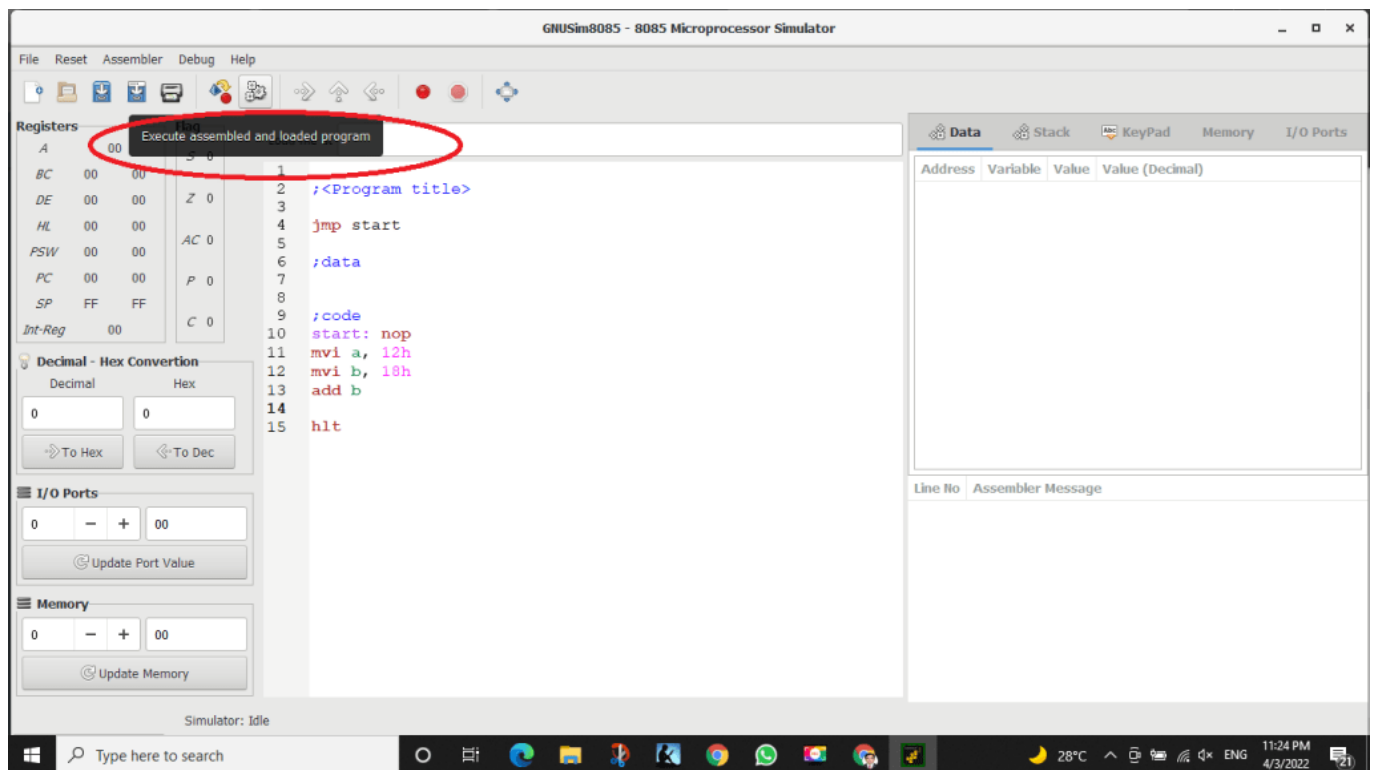 GNUSim8085 - 8085 Microprocessor Simulator
File Reset Assembler Debug Help
Registers
A 00
BC 00 00
DE 00 00
HL 00 00
PSW 00 00
PC 00 00
SP FF FF
Int-Reg 00
Flag
S 0
Z 0
AC 0
P 0
C 0
Execute assembled and loaded program
Decimal - Hex Convertion
Decimal Hex
0 0
To Hex To Dec
I/O Ports
0 − + 00
Update Port Value
Memory
0 − + 00
Update Memory
1
2 ;<Program title>
3
4 jmp start
5
6 ;data
7
8
9 ;code
10 start: nop
11 mvi a, 12h
12 mvi b, 18h
13 add b
14
15 hlt
Data Stack KeyPad Memory I/O Ports
Address Variable Value Value (Decimal)
Line No Assembler Message
Simulator: Idle
Type here to search
28°C ENG 11:24 PM
4/3/2022
21